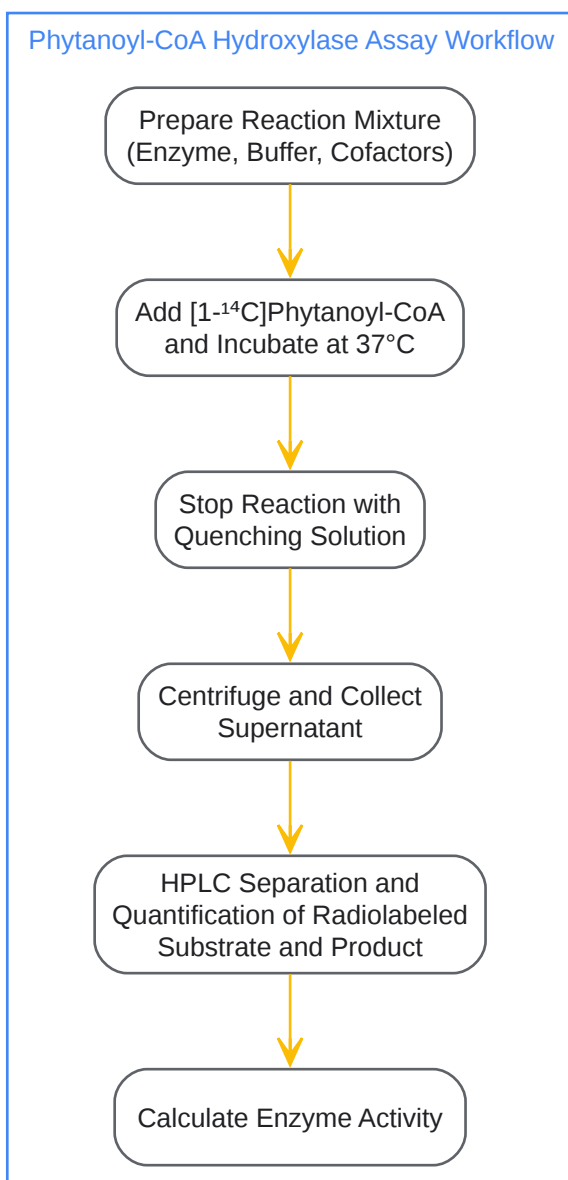 Phytanoyl-CoA Hydroxylase Assay Workflow
Prepare Reaction Mixture
(Enzyme, Buffer, Cofactors)
Add [1-¹⁴C]Phytanoyl-CoA
and Incubate at 37°C
Stop Reaction with
Quenching Solution
Centrifuge and Collect
Supernatant
HPLC Separation and
Quantification of Radiolabeled
Substrate and Product
Calculate Enzyme Activity